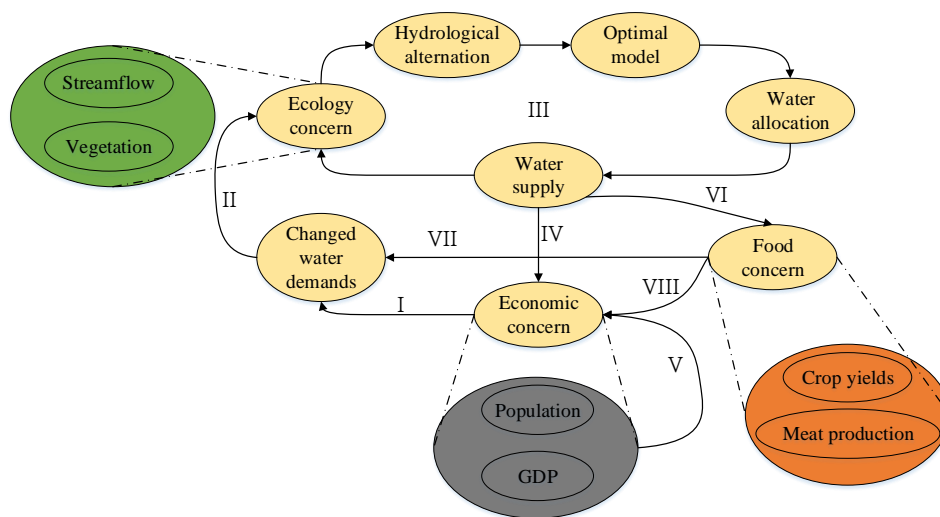 Hydrological
alternation
Optimal
model
Streamflow
Ecology
concern
Water
allocation
III
Vegetation
Water
supply
II
VI
Changed
water
demands
VII
IV
Food
concern
VIII
I
Economic
concern
V
Crop yields
Population
Meat production
GDP